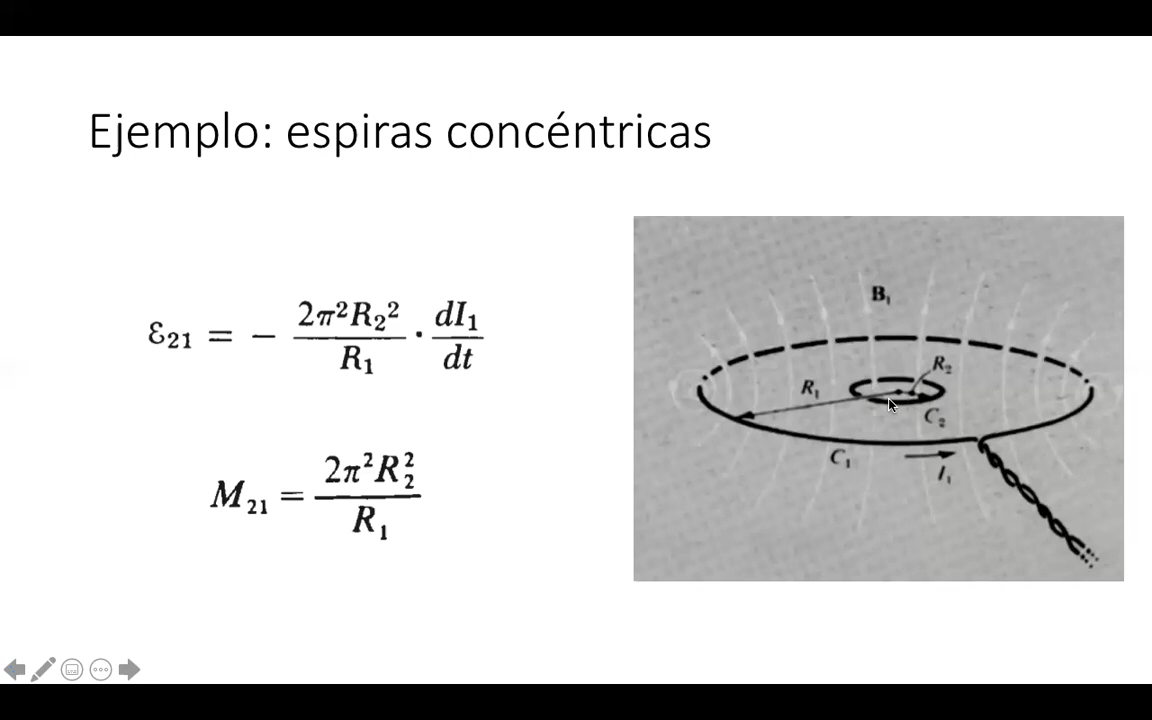 Ejemplo: espiras concéntricas
ℰ₂₁ = − 2π²R₂² / R₁ · dI₁ / dt
M₂₁ = 2π²R₂² / R₁
B₁
R₂
R₁
C₂
C₁
I₁